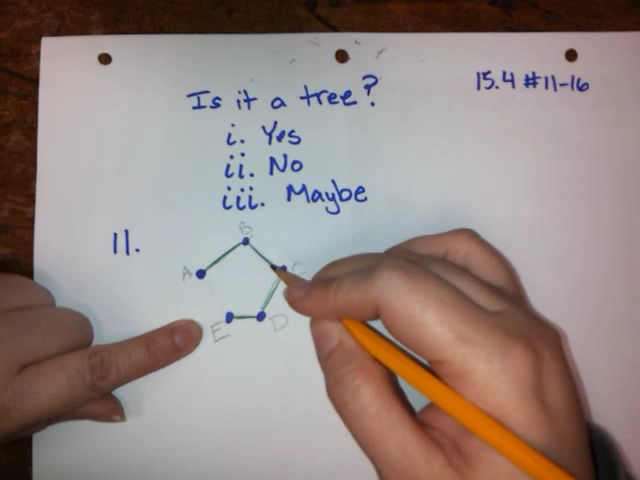 15.4 #11-16
Is it a tree?
i. Yes
ii. No
iii. Maybe
11.
B
A
C
E
D